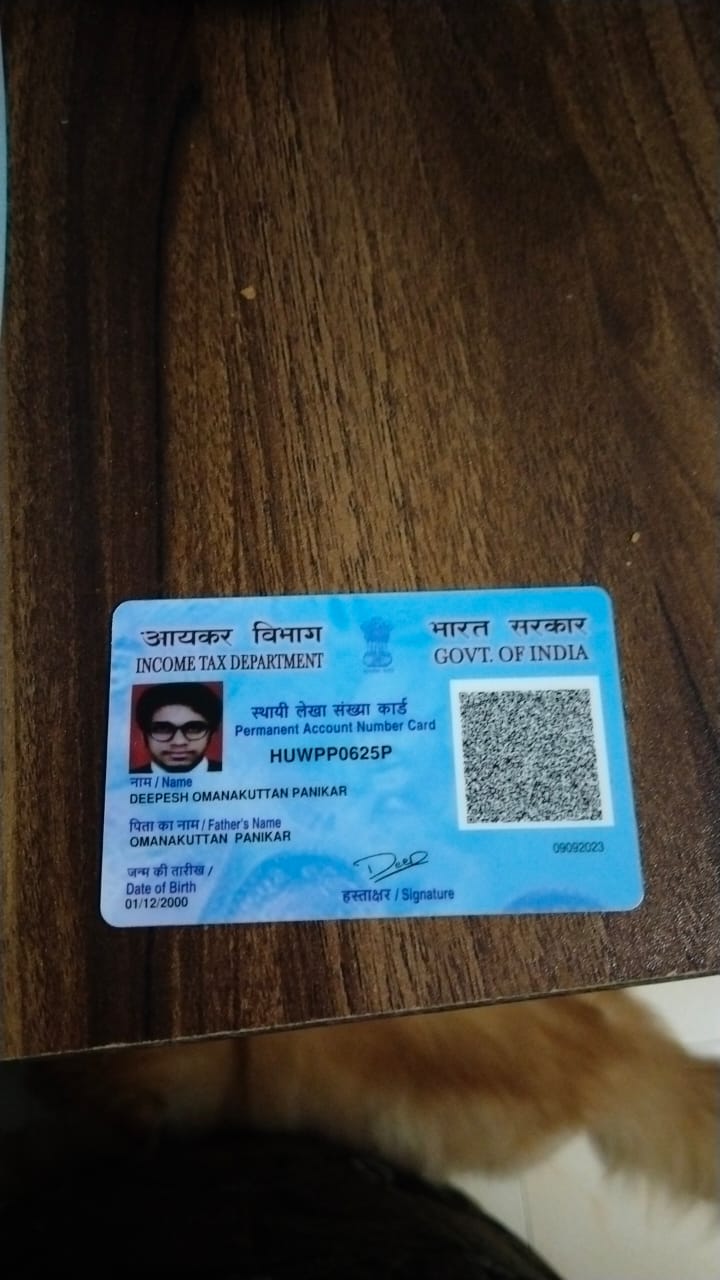 आयकर विभाग
INCOME TAX DEPARTMENT
भारत सरकार
GOVT. OF INDIA
स्थायी लेखा संख्या कार्ड
Permanent Account Number Card
HUWPP0625P
नाम / Name
DEEPESH OMANAKUTTAN PANIKAR
पिता का नाम / Father's Name
OMANAKUTTAN PANIKAR
09092023
जन्म की तारीख /
Date of Birth
01/12/2000
Deep
हस्ताक्षर / Signature